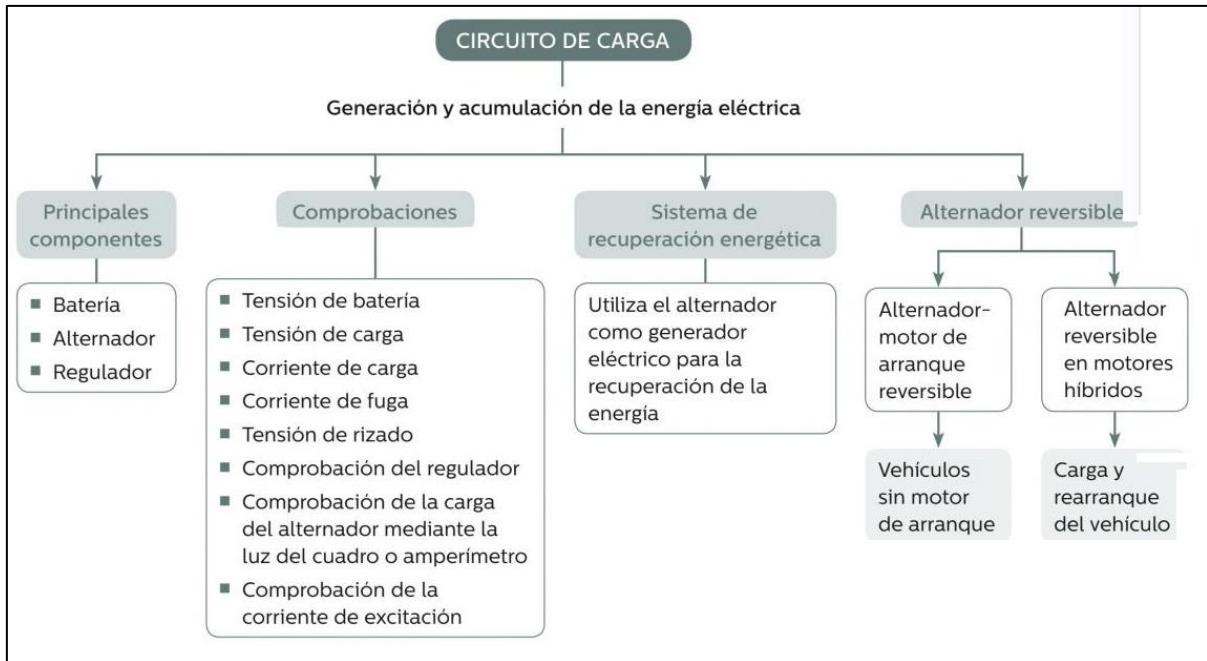 CIRCUITO DE CARGA
Generación y acumulación de la energía eléctrica
Principales
componentes
Batería
Alternador
Regulador
Comprobaciones
Tensión de batería
Tensión de carga
Corriente de carga
Corriente de fuga
Tensión de rizado
Comprobación del regulador
Comprobación de la carga
del alternador mediante la
luz del cuadro o amperímetro
Comprobación de la
corriente de excitación
Sistema de
recuperación energética
Utiliza el alternador
como generador
eléctrico para la
recuperación de la
energía
Alternador reversible
Alternador-
motor de
arranque
reversible
Vehículos
sin motor
de arranque
Alternador
reversible
en motores
híbridos
Carga y
rearranque
del vehículo